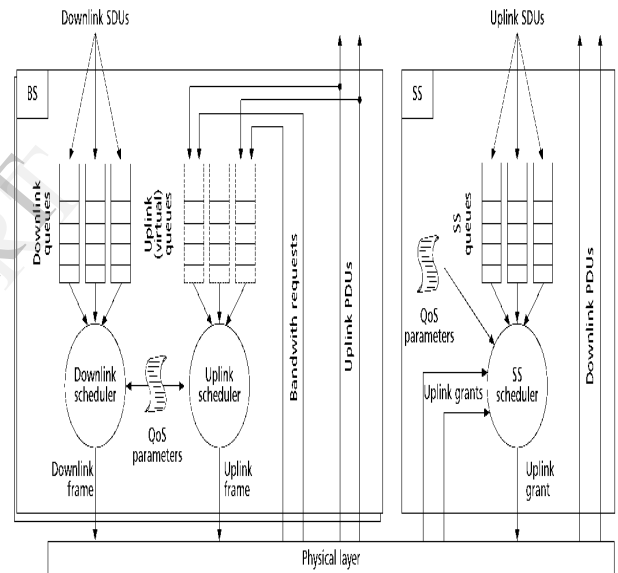 Downlink SDUs
Uplink SDUs
BS
SS
Downlink
queues
Uplink
(virtual)
queues
Bandwith requests
Uplink PDUs
SS
queues
Downlink PDUs
QoS
parameters
Downlink
scheduler
Uplink
scheduler
QoS
parameters
Uplink grants
SS
scheduler
Downlink
frame
Uplink
frame
Uplink
grant
Physical layer